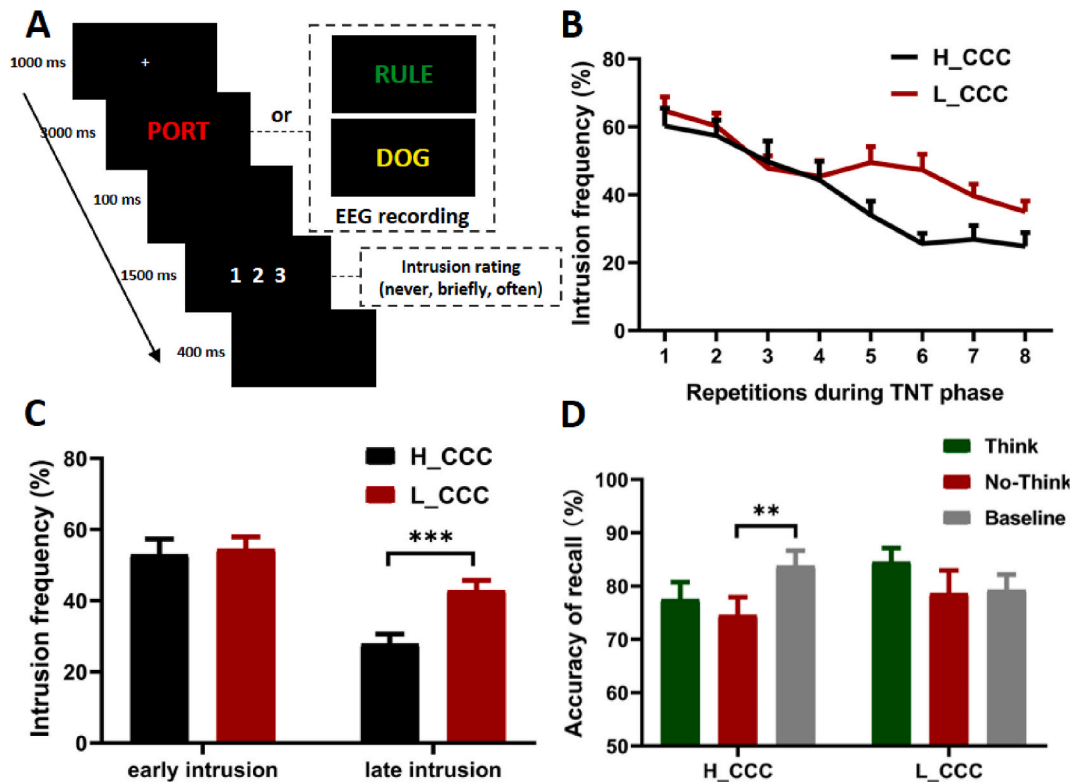 A
1000 ms
+
PORT
3000 ms
or
RULE
DOG
EEG recording
100 ms
1500 ms
1 2 3
Intrusion rating
(never, briefly, often)
400 ms
B
H_CCC
L_CCC
Intrusion frequency (%)
80
60
40
20
0
1 2 3 4 5 6 7 8
Repetitions during TNT phase
C
H_CCC
L_CCC
Intrusion frequency (%)
80
60
40
20
0
***
early intrusion late intrusion
D
Think
No-Think
Baseline
Accuracy of recall (%)
100
90
80
70
60
50
**
H_CCC L_CCC